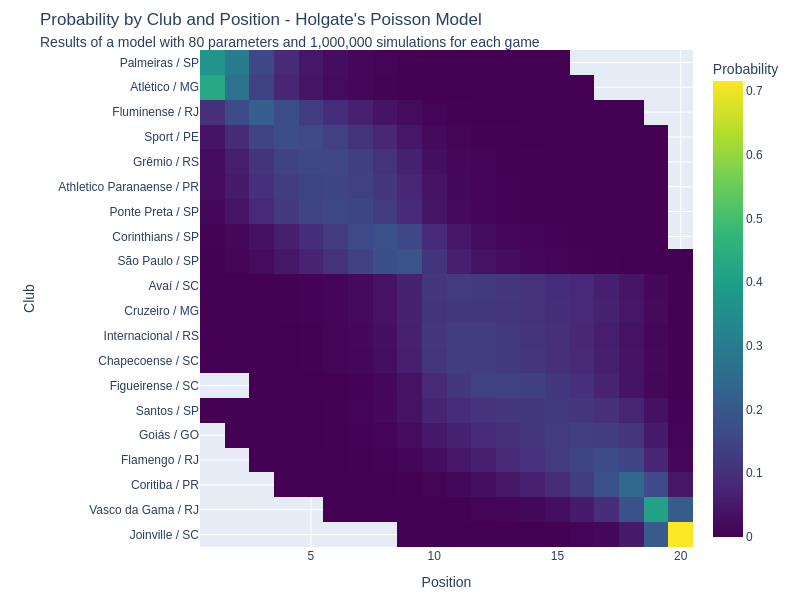 Probability by Club and Position - Holgate's Poisson Model
Results of a model with 80 parameters and 1,000,000 simulations for each game
Probability
Palmeiras / SP
Atlético / MG
Fluminense / RJ
Sport / PE
Grêmio / RS
Athletico Paranaense / PR
Ponte Preta / SP
Corinthians / SP
São Paulo / SP
Avaí / SC
Cruzeiro / MG
Internacional / RS
Chapecoense / SC
Figueirense / SC
Santos / SP
Goiás / GO
Flamengo / RJ
Coritiba / PR
Vasco da Gama / RJ
Joinville / SC
Club
5
10
15
20
Position
0.7
0.6
0.5
0.4
0.3
0.2
0.1
0